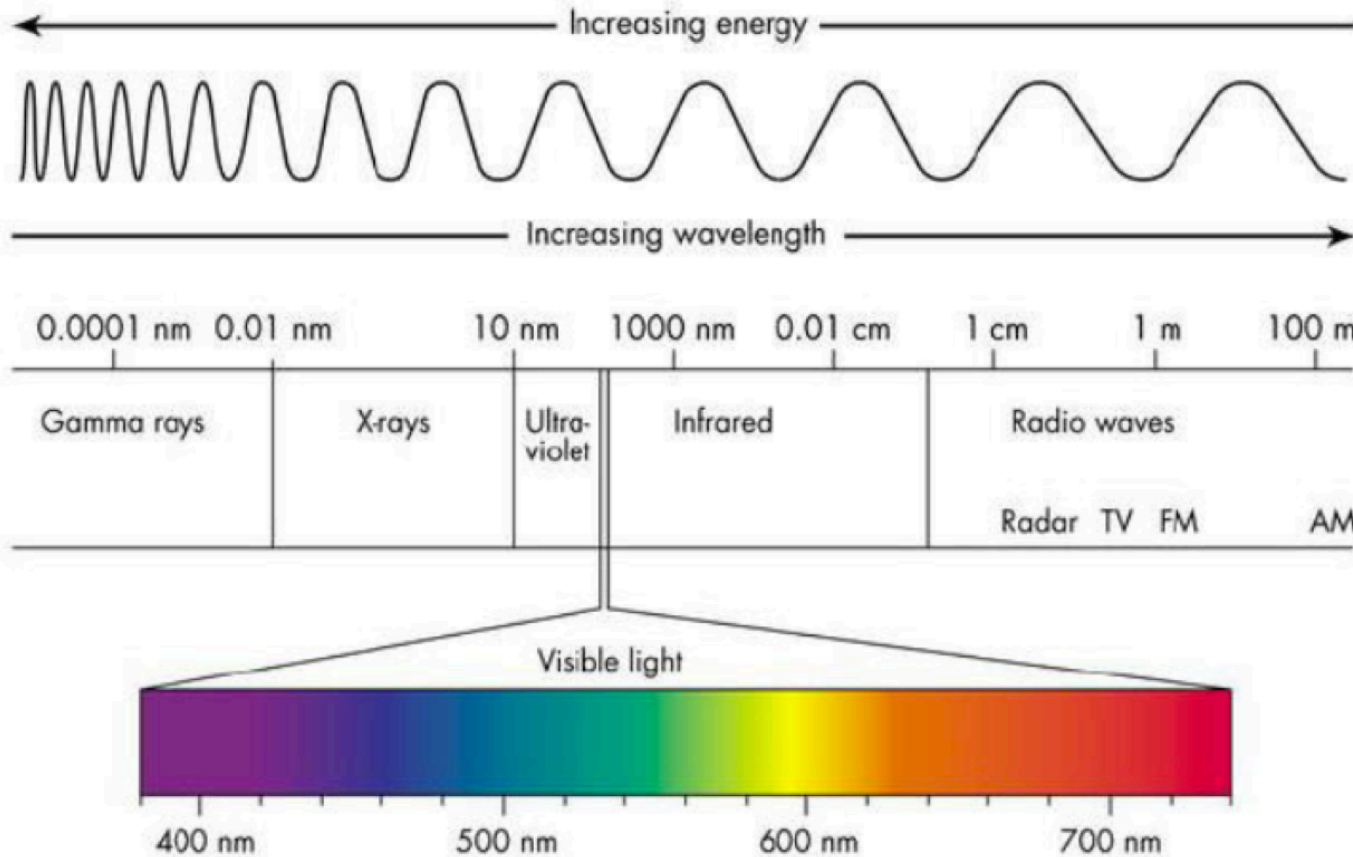 Increasing energy
Increasing wavelength
0.0001 nm 0.01 nm 10 nm 1000 nm 0.01 cm 1 cm 1 m 100 m
Gamma rays X-rays Ultra- Infrared Radio waves
violet
Radar TV FM AM
Visible light
400 nm 500 nm 600 nm 700 nm